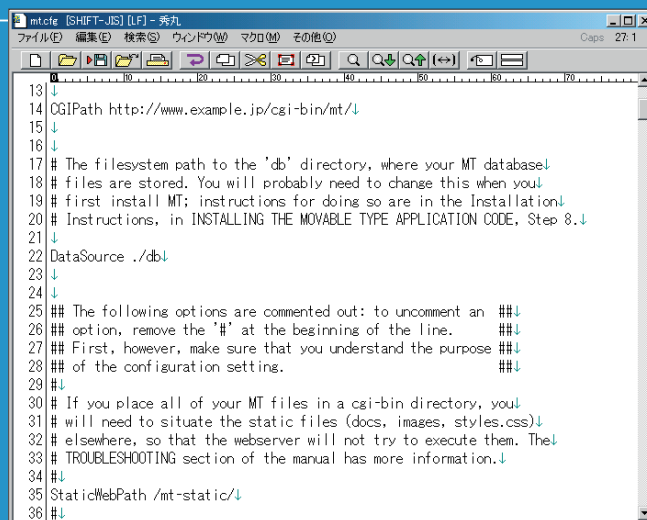 mt.cfg [SHIFT-JIS] [LF] - 秀丸
ファイル(F) 編集(E) 検索(S) ウィンドウ(W) マクロ(M) その他(O) Caps 27:1
0 10 20 30 40 50 60 70
13 ↓
14 CGIPath http://www.example.jp/cgi-bin/mt/↓
15 ↓
16 ↓
17 # The filesystem path to the 'db' directory, where your MT database↓
18 # files are stored. You will probably need to change this when you↓
19 # first install MT; instructions for doing so are in the Installation↓
20 # Instructions, in INSTALLING THE MOVABLE TYPE APPLICATION CODE, Step 8.↓
21 ↓
22 DataSource ./db↓
23 ↓
24 ↓
25 ## The following options are commented out: to uncomment an ##↓
26 ## option, remove the '#' at the beginning of the line. ##↓
27 ## First, however, make sure that you understand the purpose ##↓
28 ## of the configuration setting. ##↓
29 #↓
30 # If you place all of your MT files in a cgi-bin directory, you↓
31 # will need to situate the static files (docs, images, styles.css)↓
32 # elsewhere, so that the webserver will not try to execute them. The↓
33 # TROUBLESHOOTING section of the manual has more information.↓
34 #↓
35 StaticWebPath /mt-static/↓
36 #↓